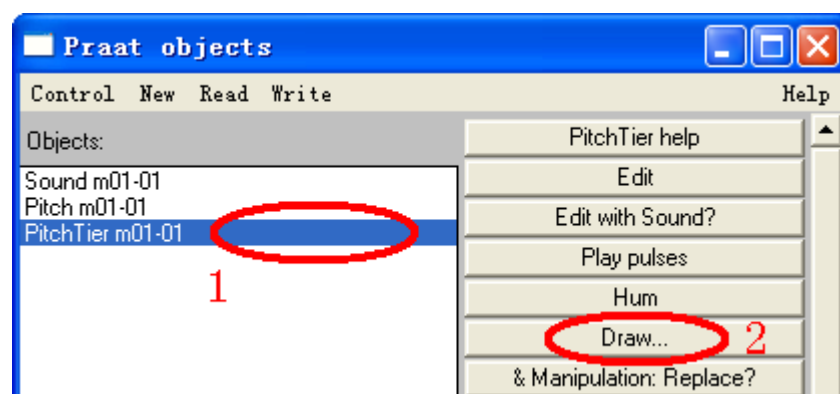 Praat objects
Control New Read Write Help
Objects:
Sound m01-01
Pitch m01-01
PitchTier m01-01
1
PitchTier help
Edit
Edit with Sound?
Play pulses
Hum
Draw... 2
& Manipulation: Replace?